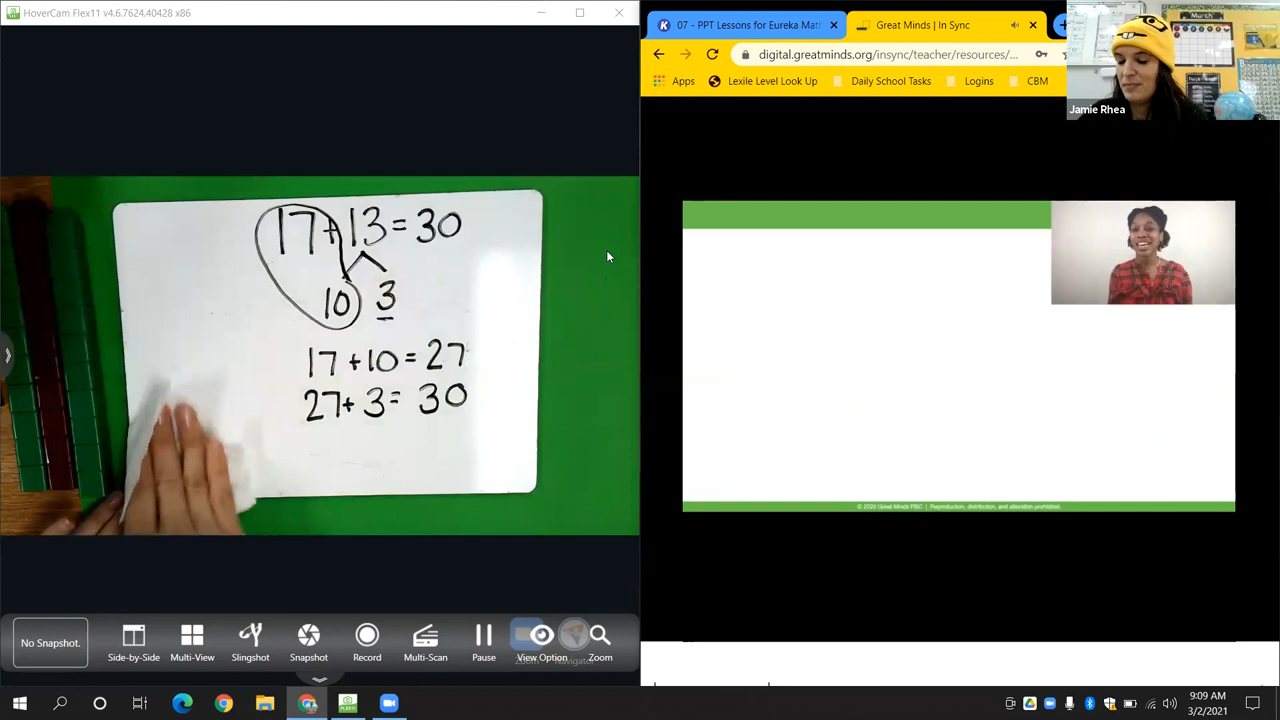 HoverCam Flex11 v4.6.7624.40428 x86
07 - PPT Lessons for Eureka Math
Great Minds | In Sync
digital.greatminds.org/insync/teacher/resources/...
Apps
Lexile Level Look Up
Daily School Tasks
Logins
CBM
March
Jamie Rhea
17+13=30
10 3
17+10=27
27+3=30
© 2020 Great Minds PBC | Reproduction, distribution, and alteration prohibited.
No Snapshot.
Side-by-Side
Multi-View
Slingshot
Snapshot
Record
Multi-Scan
Pause
View Option
Zoom
Navigator
Zoom
9:09 AM
3/2/2021